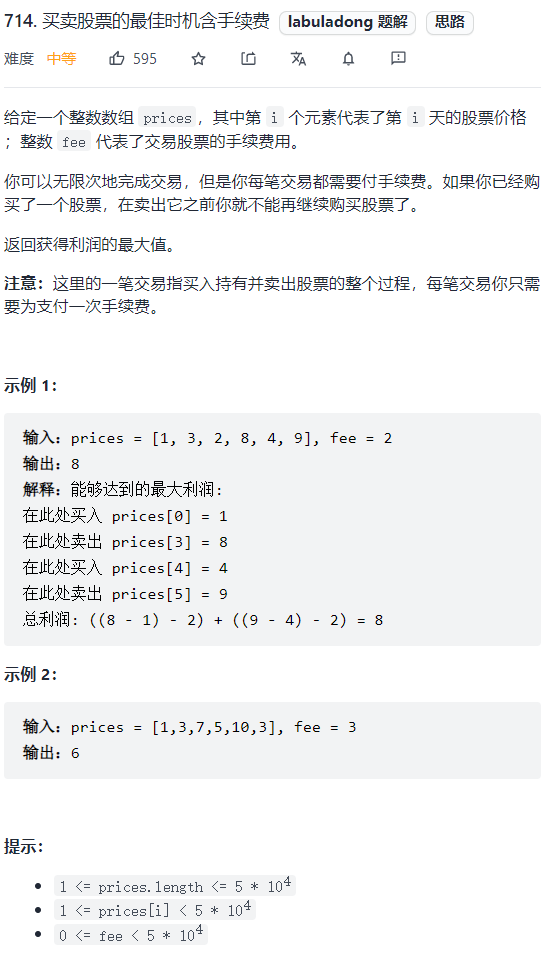 714. 买卖股票的最佳时机含手续费 labuladong 题解 思路
难度 中等 595
给定一个整数数组 prices ，其中第 i 个元素代表了第 i 天的股票价格
；整数 fee 代表了交易股票的手续费用。
你可以无限次地完成交易，但是你每笔交易都需要付手续费。如果你已经购
买了一个股票，在卖出它之前你就不能再继续购买股票了。
返回获得利润的最大值。
注意：这里的一笔交易指买入持有并卖出股票的整个过程，每笔交易你只需
要为支付一次手续费。
示例 1：
输入：prices = [1, 3, 2, 8, 4, 9], fee = 2
输出：8
解释：能够达到的最大利润:
在此处买入 prices[0] = 1
在此处卖出 prices[3] = 8
在此处买入 prices[4] = 4
在此处卖出 prices[5] = 9
总利润: ((8 - 1) - 2) + ((9 - 4) - 2) = 8
示例 2：
输入：prices = [1,3,7,5,10,3], fee = 3
输出：6
提示：
1 <= prices.length <= 5 * 10^4
1 <= prices[i] < 5 * 10^4
0 <= fee < 5 * 10^4